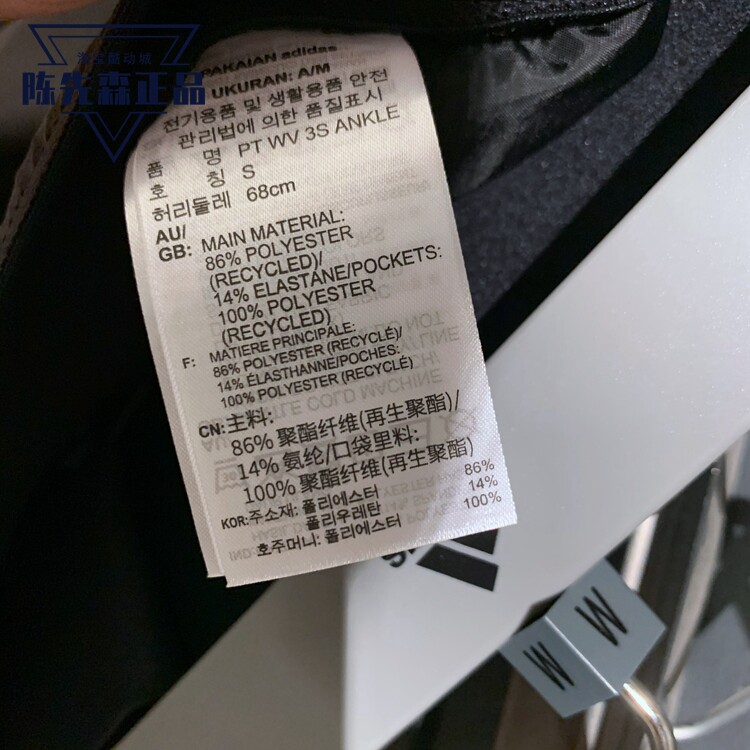 陈先森正品
PAKAIAN adidas
UKURAN: A/M
전기용품 및 생활용품 안전
관리법에 의한 품질표시
품 명 PT WV 3S ANKLE
호 칭 S
허리둘레 68cm
AU/
GB: MAIN MATERIAL:
86% POLYESTER
(RECYCLED)/
14% ELASTANE/POCKETS:
100% POLYESTER
(RECYCLED)
F: MATIERE PRINCIPALE:
86% POLYESTER (RECYCLÉ)/
14% ÉLASTHANNE/POCHES:
100% POLYESTER (RECYCLÉ)
CN: 主料:
86% 聚酯纤维(再生聚酯)/
14% 氨纶/口袋里料:
100% 聚酯纤维(再生聚酯)
KOR: 주소재: 폴리에스터 86%
폴리우레탄 14%
호주머니: 폴리에스터 100%
M
M